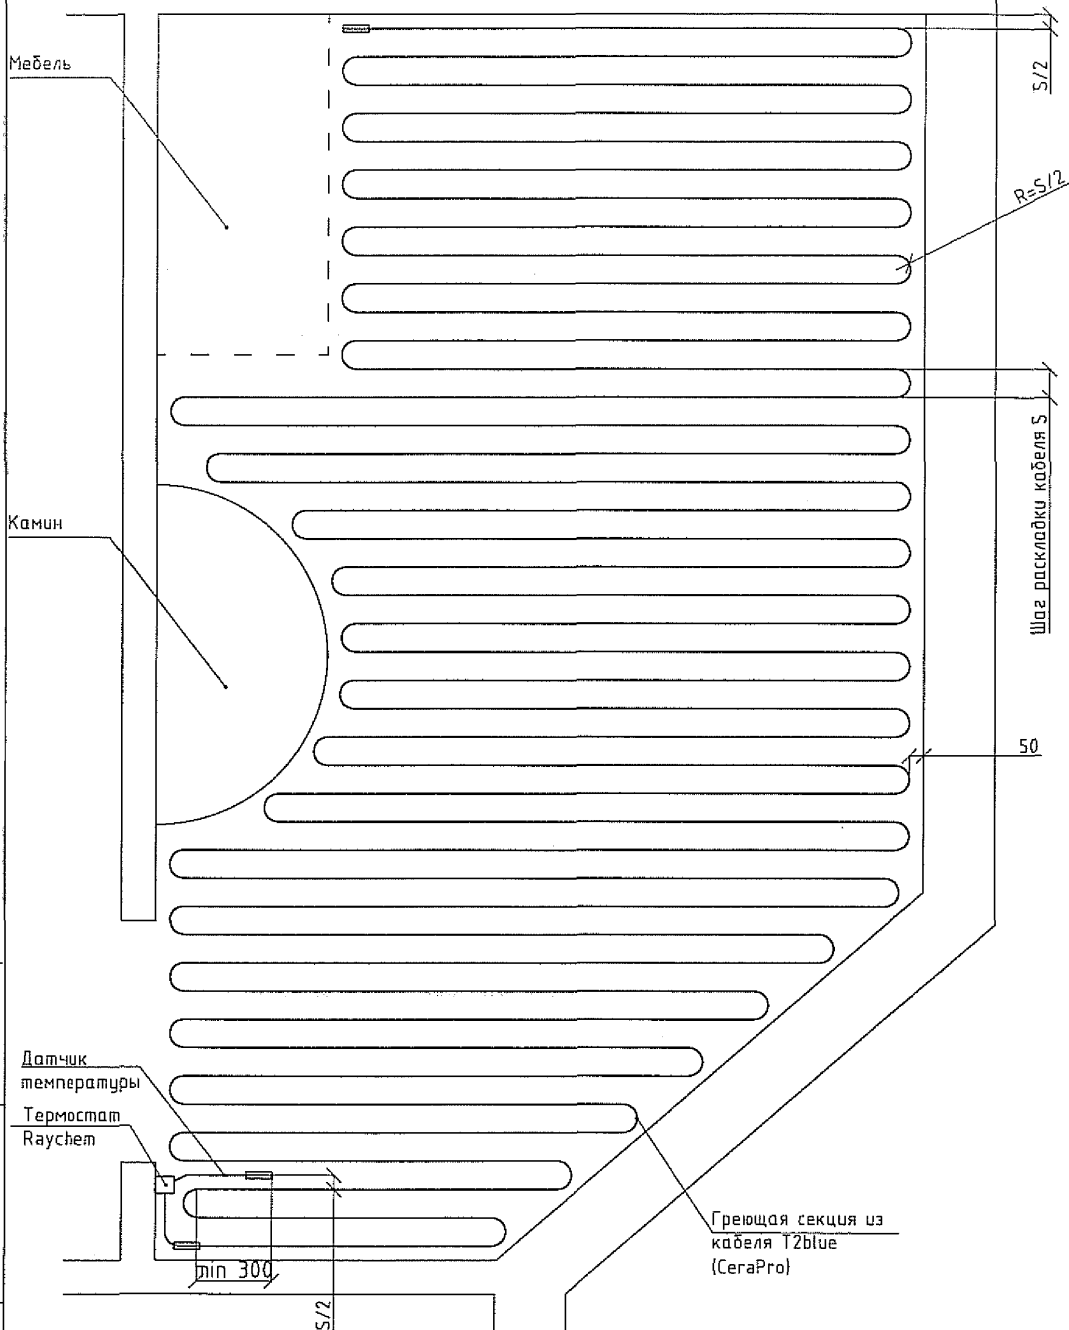 Мебель
S/2
R=S/2
Камин
Шаг раскладки кабеля S
50
Датчик
температуры
Термостат
Raychem
Греющая секция из
кабеля T2blue
(CeraPro)
min 300
S/2